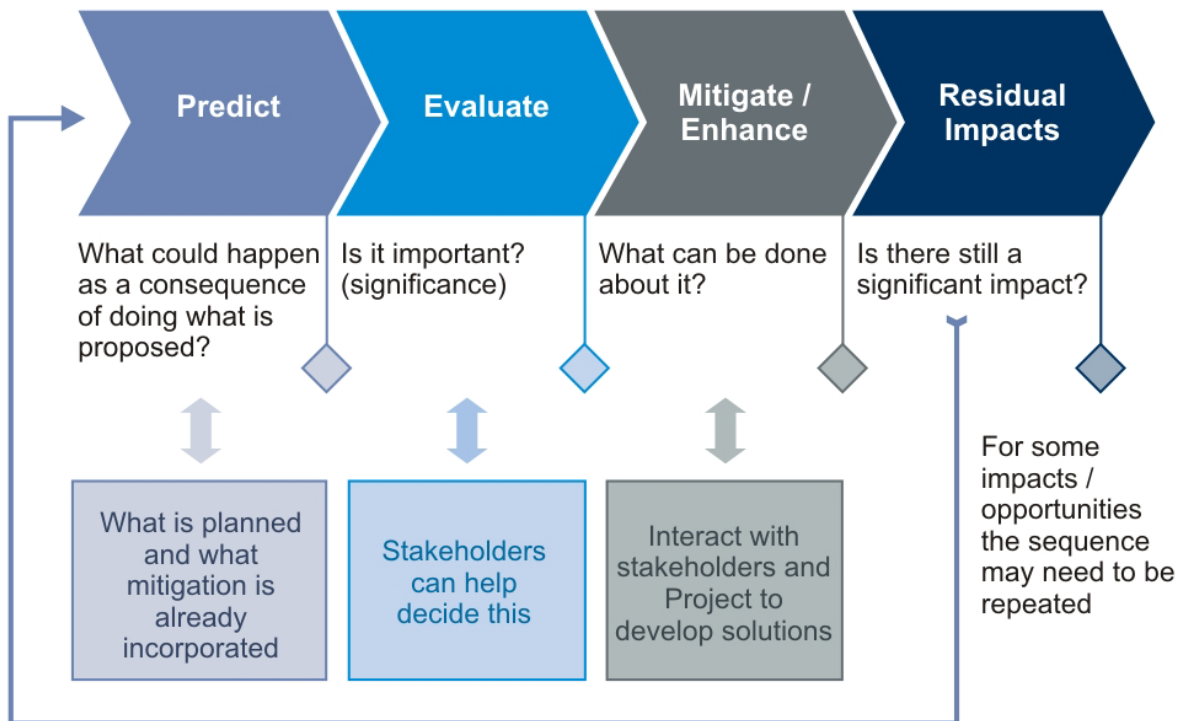 Predict
Evaluate
Mitigate /
Enhance
Residual
Impacts
What could happen
as a consequence
of doing what is
proposed?
Is it important?
(significance)
What can be done
about it?
Is there still a
significant impact?
What is planned
and what
mitigation is
already
incorporated
Stakeholders
can help
decide this
Interact with
stakeholders and
Project to
develop solutions
For some
impacts /
opportunities
the sequence
may need to be
repeated